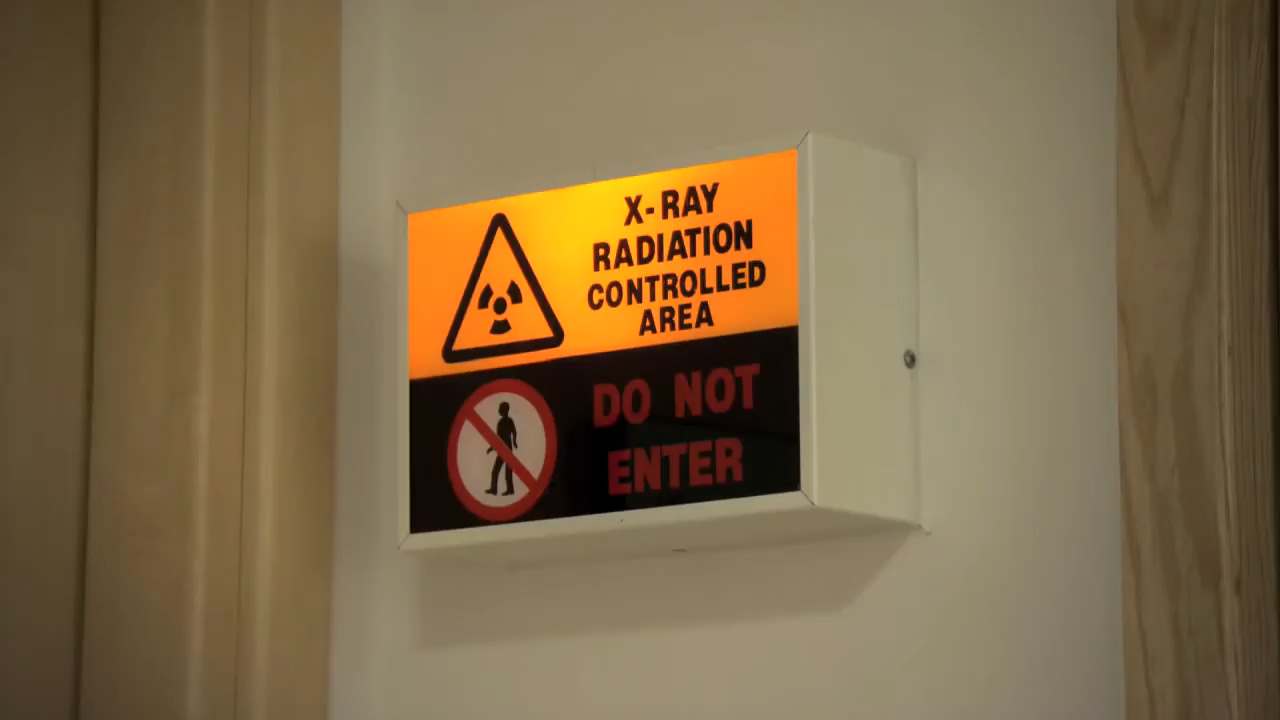 X-RAY
RADIATION
CONTROLLED
AREA
DO NOT
ENTER